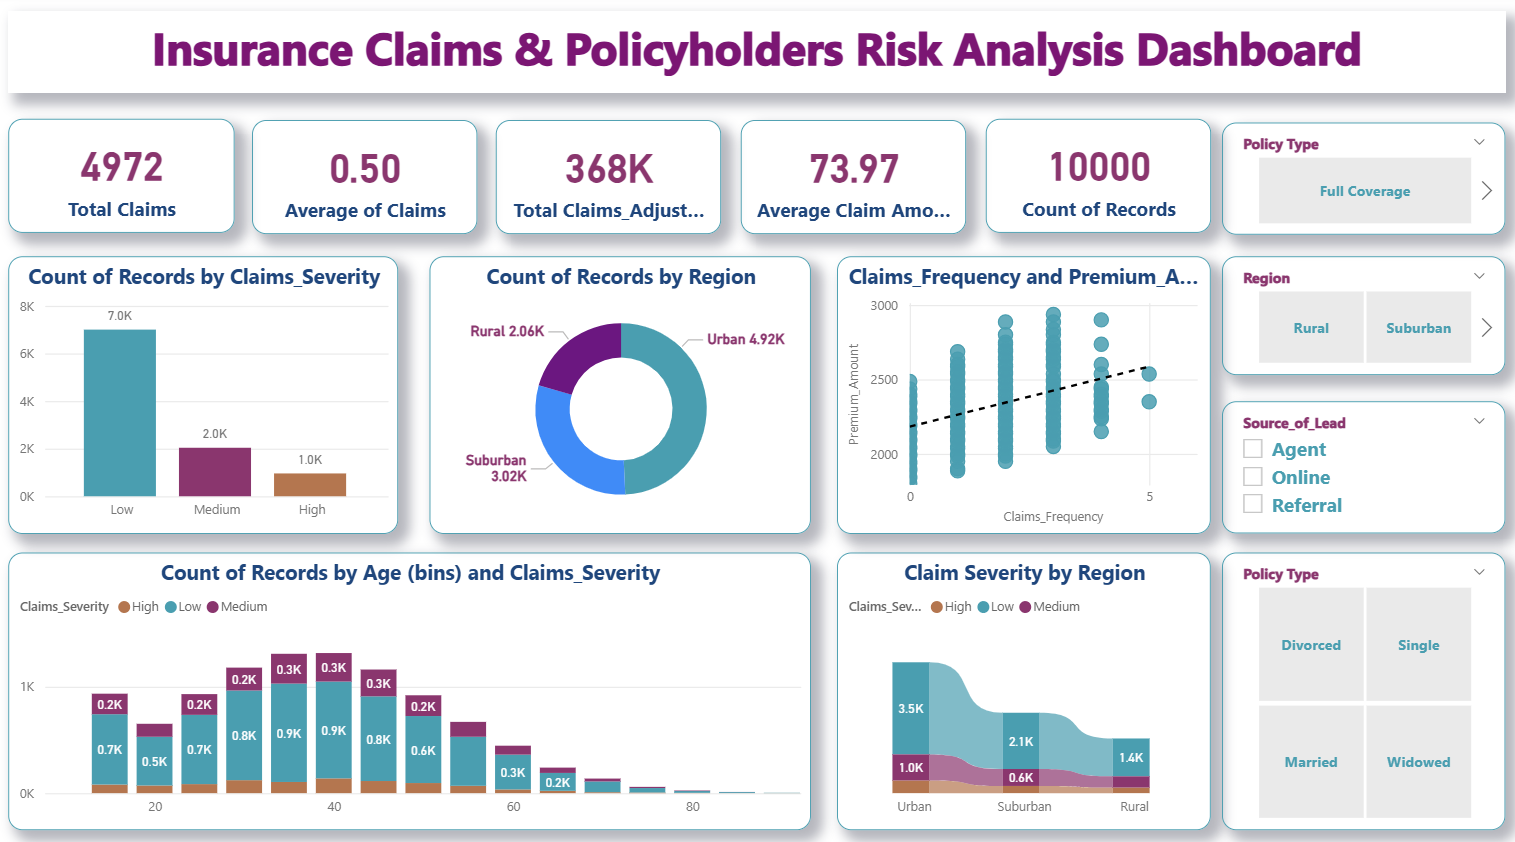 Insurance Claims & Policyholders Risk Analysis Dashboard
4972
Total Claims
0.50
Average of Claims
368K
Total Claims_Adjust...
73.97
Average Claim Amo...
10000
Count of Records
Policy Type
Full Coverage
Count of Records by Claims_Severity
8K
6K
4K
2K
0K
7.0K
2.0K
1.0K
Low
Medium
High
Count of Records by Region
Rural 2.06K
Urban 4.92K
Suburban
3.02K
Claims_Frequency and Premium_A...
Premium_Amount
3000
2500
2000
0
5
Claims_Frequency
Region
Rural
Suburban
Source_of_Lead
Agent
Online
Referral
Count of Records by Age (bins) and Claims_Severity
Claims_Severity High Low Medium
1K
0K
0.2K
0.7K
0.5K
0.2K
0.7K
0.2K
0.8K
0.3K
0.9K
0.3K
0.9K
0.3K
0.8K
0.2K
0.6K
0.3K
0.2K
20
40
60
80
Claim Severity by Region
Claims_Sev... High Low Medium
3.5K
1.0K
2.1K
0.6K
1.4K
Urban
Suburban
Rural
Policy Type
Divorced
Single
Married
Widowed